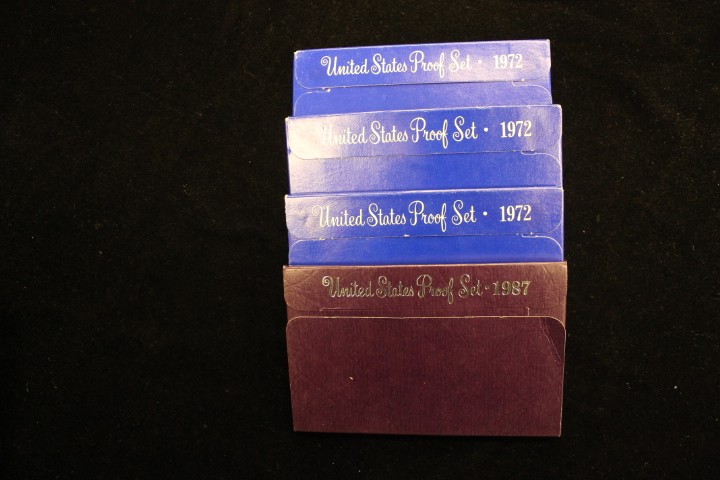 United States Proof Set · 1972
United States Proof Set · 1972
United States Proof Set · 1972
United States Proof Set · 1987